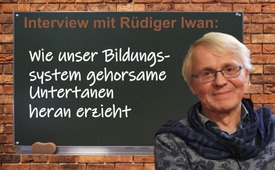 Interview mit Rüdiger Iwan:
Wie unser Bildungs-
system gehorsame
Untertanen
heran erzieht